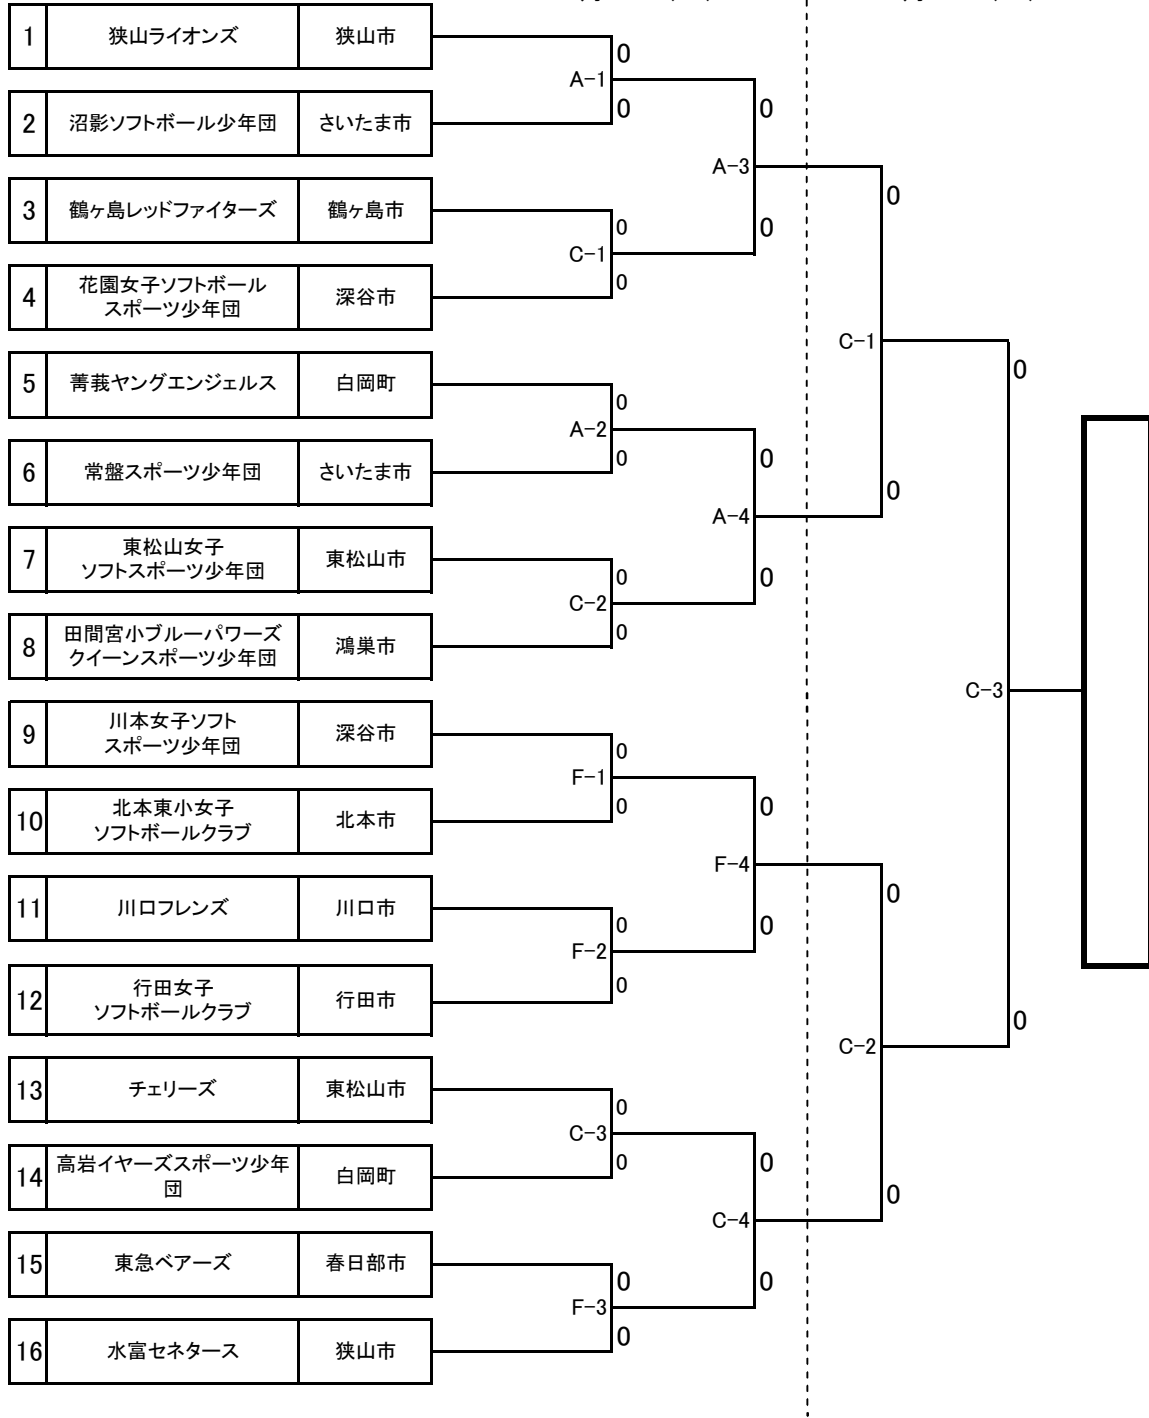 1 狭山ライオンズ 狭山市
0
A-1
0
2 沼影ソフトボール少年団 さいたま市
0
A-3
0
3 鶴ヶ島レッドファイターズ 鶴ヶ島市
0
C-1
0
4 花園女子ソフトボール
スポーツ少年団 深谷市
0
C-1
0
5 菁莪ヤングエンジェルス 白岡町
0
A-2
0
6 常盤スポーツ少年団 さいたま市
0
A-4
0
7 東松山女子
ソフトスポーツ少年団 東松山市
0
C-2
0
8 田間宮小ブルーパワーズ
クイーンスポーツ少年団 鴻巣市
0
C-3
0
9 川本女子ソフト
スポーツ少年団 深谷市
0
F-1
0
10 北本東小女子
ソフトボールクラブ 北本市
0
F-4
0
11 川口フレンズ 川口市
0
F-2
0
12 行田女子
ソフトボールクラブ 行田市
0
C-2
0
13 チェリーズ 東松山市
0
C-3
0
14 高岩イヤーズスポーツ少年
団 白岡町
0
C-4
0
15 東急ベアーズ 春日部市
0
F-3
0
16 水富セネタース 狭山市